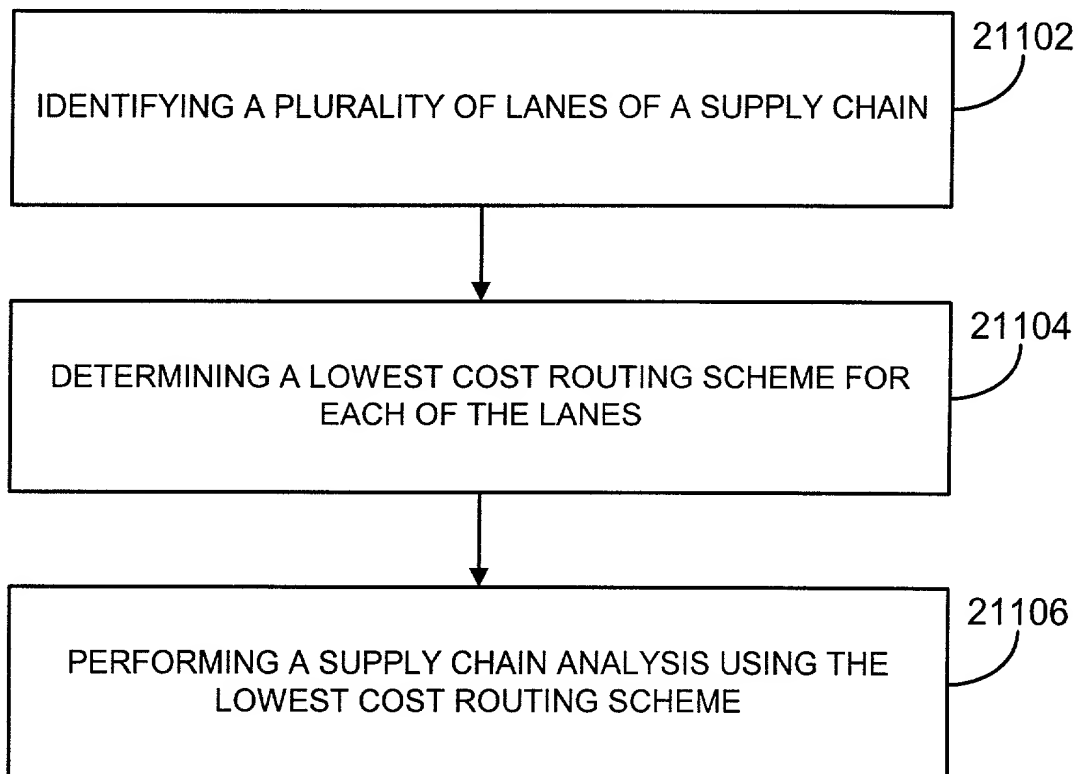 21102
IDENTIFYING A PLURALITY OF LANES OF A SUPPLY CHAIN
21104
DETERMINING A LOWEST COST ROUTING SCHEME FOR
EACH OF THE LANES
21106
PERFORMING A SUPPLY CHAIN ANALYSIS USING THE
LOWEST COST ROUTING SCHEME